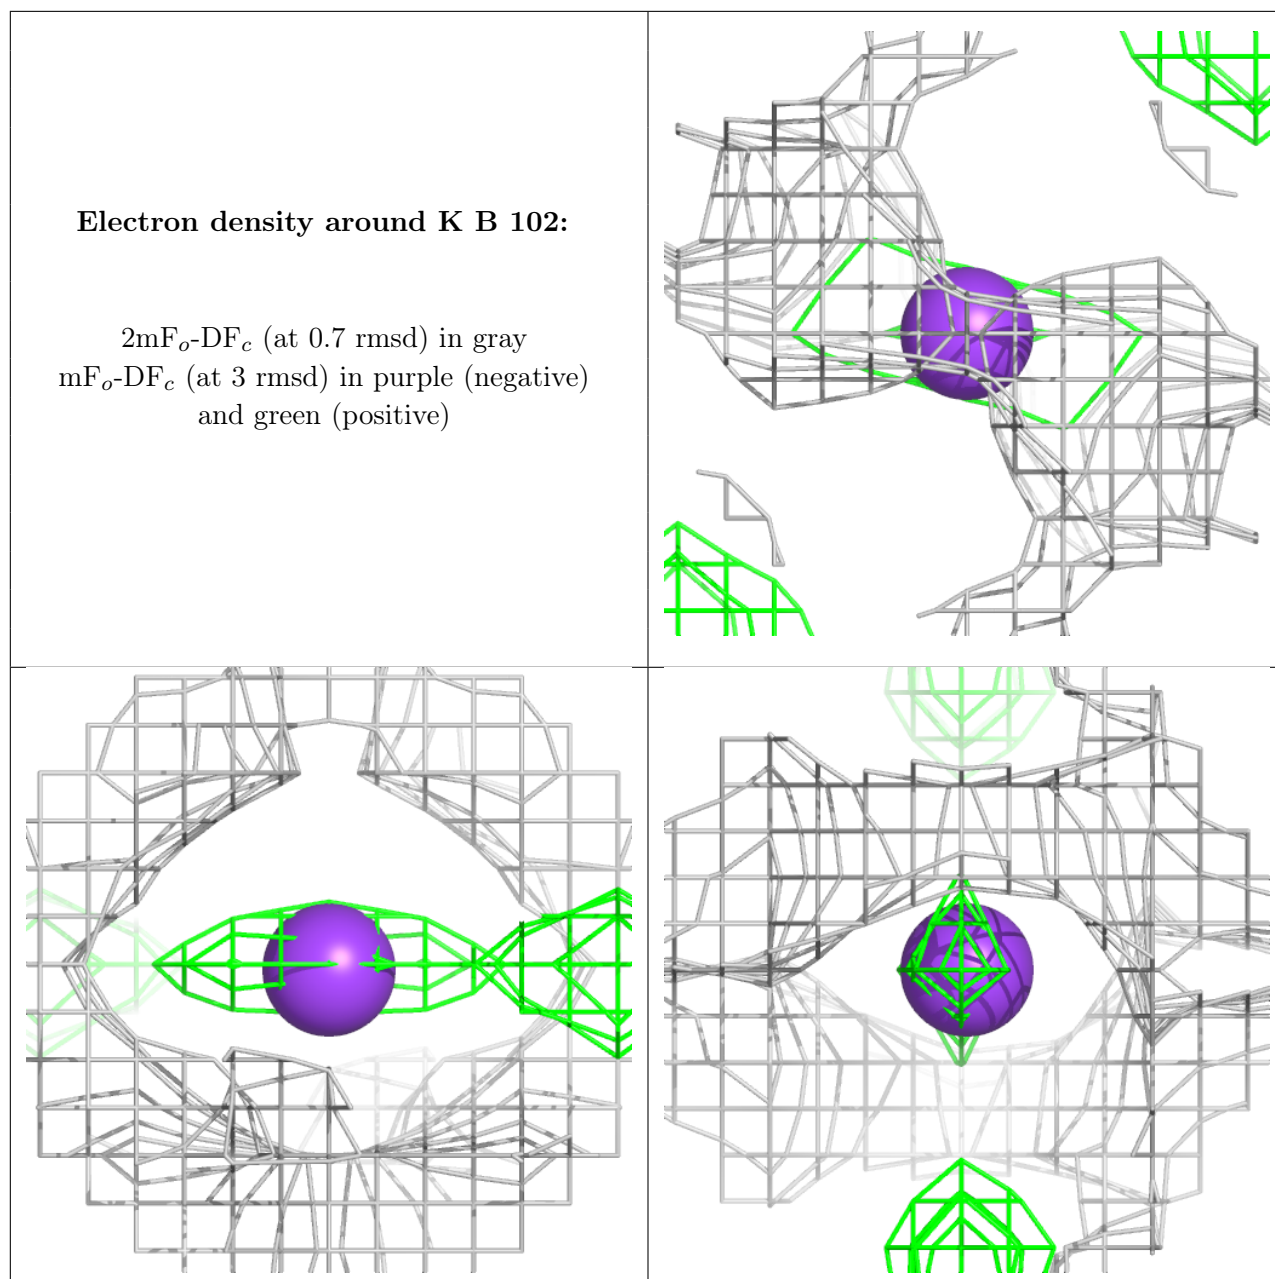 Electron density around K B 102:
2mFo-DFc (at 0.7 rmsd) in gray
mFo-DFc (at 3 rmsd) in purple (negative)
and green (positive)